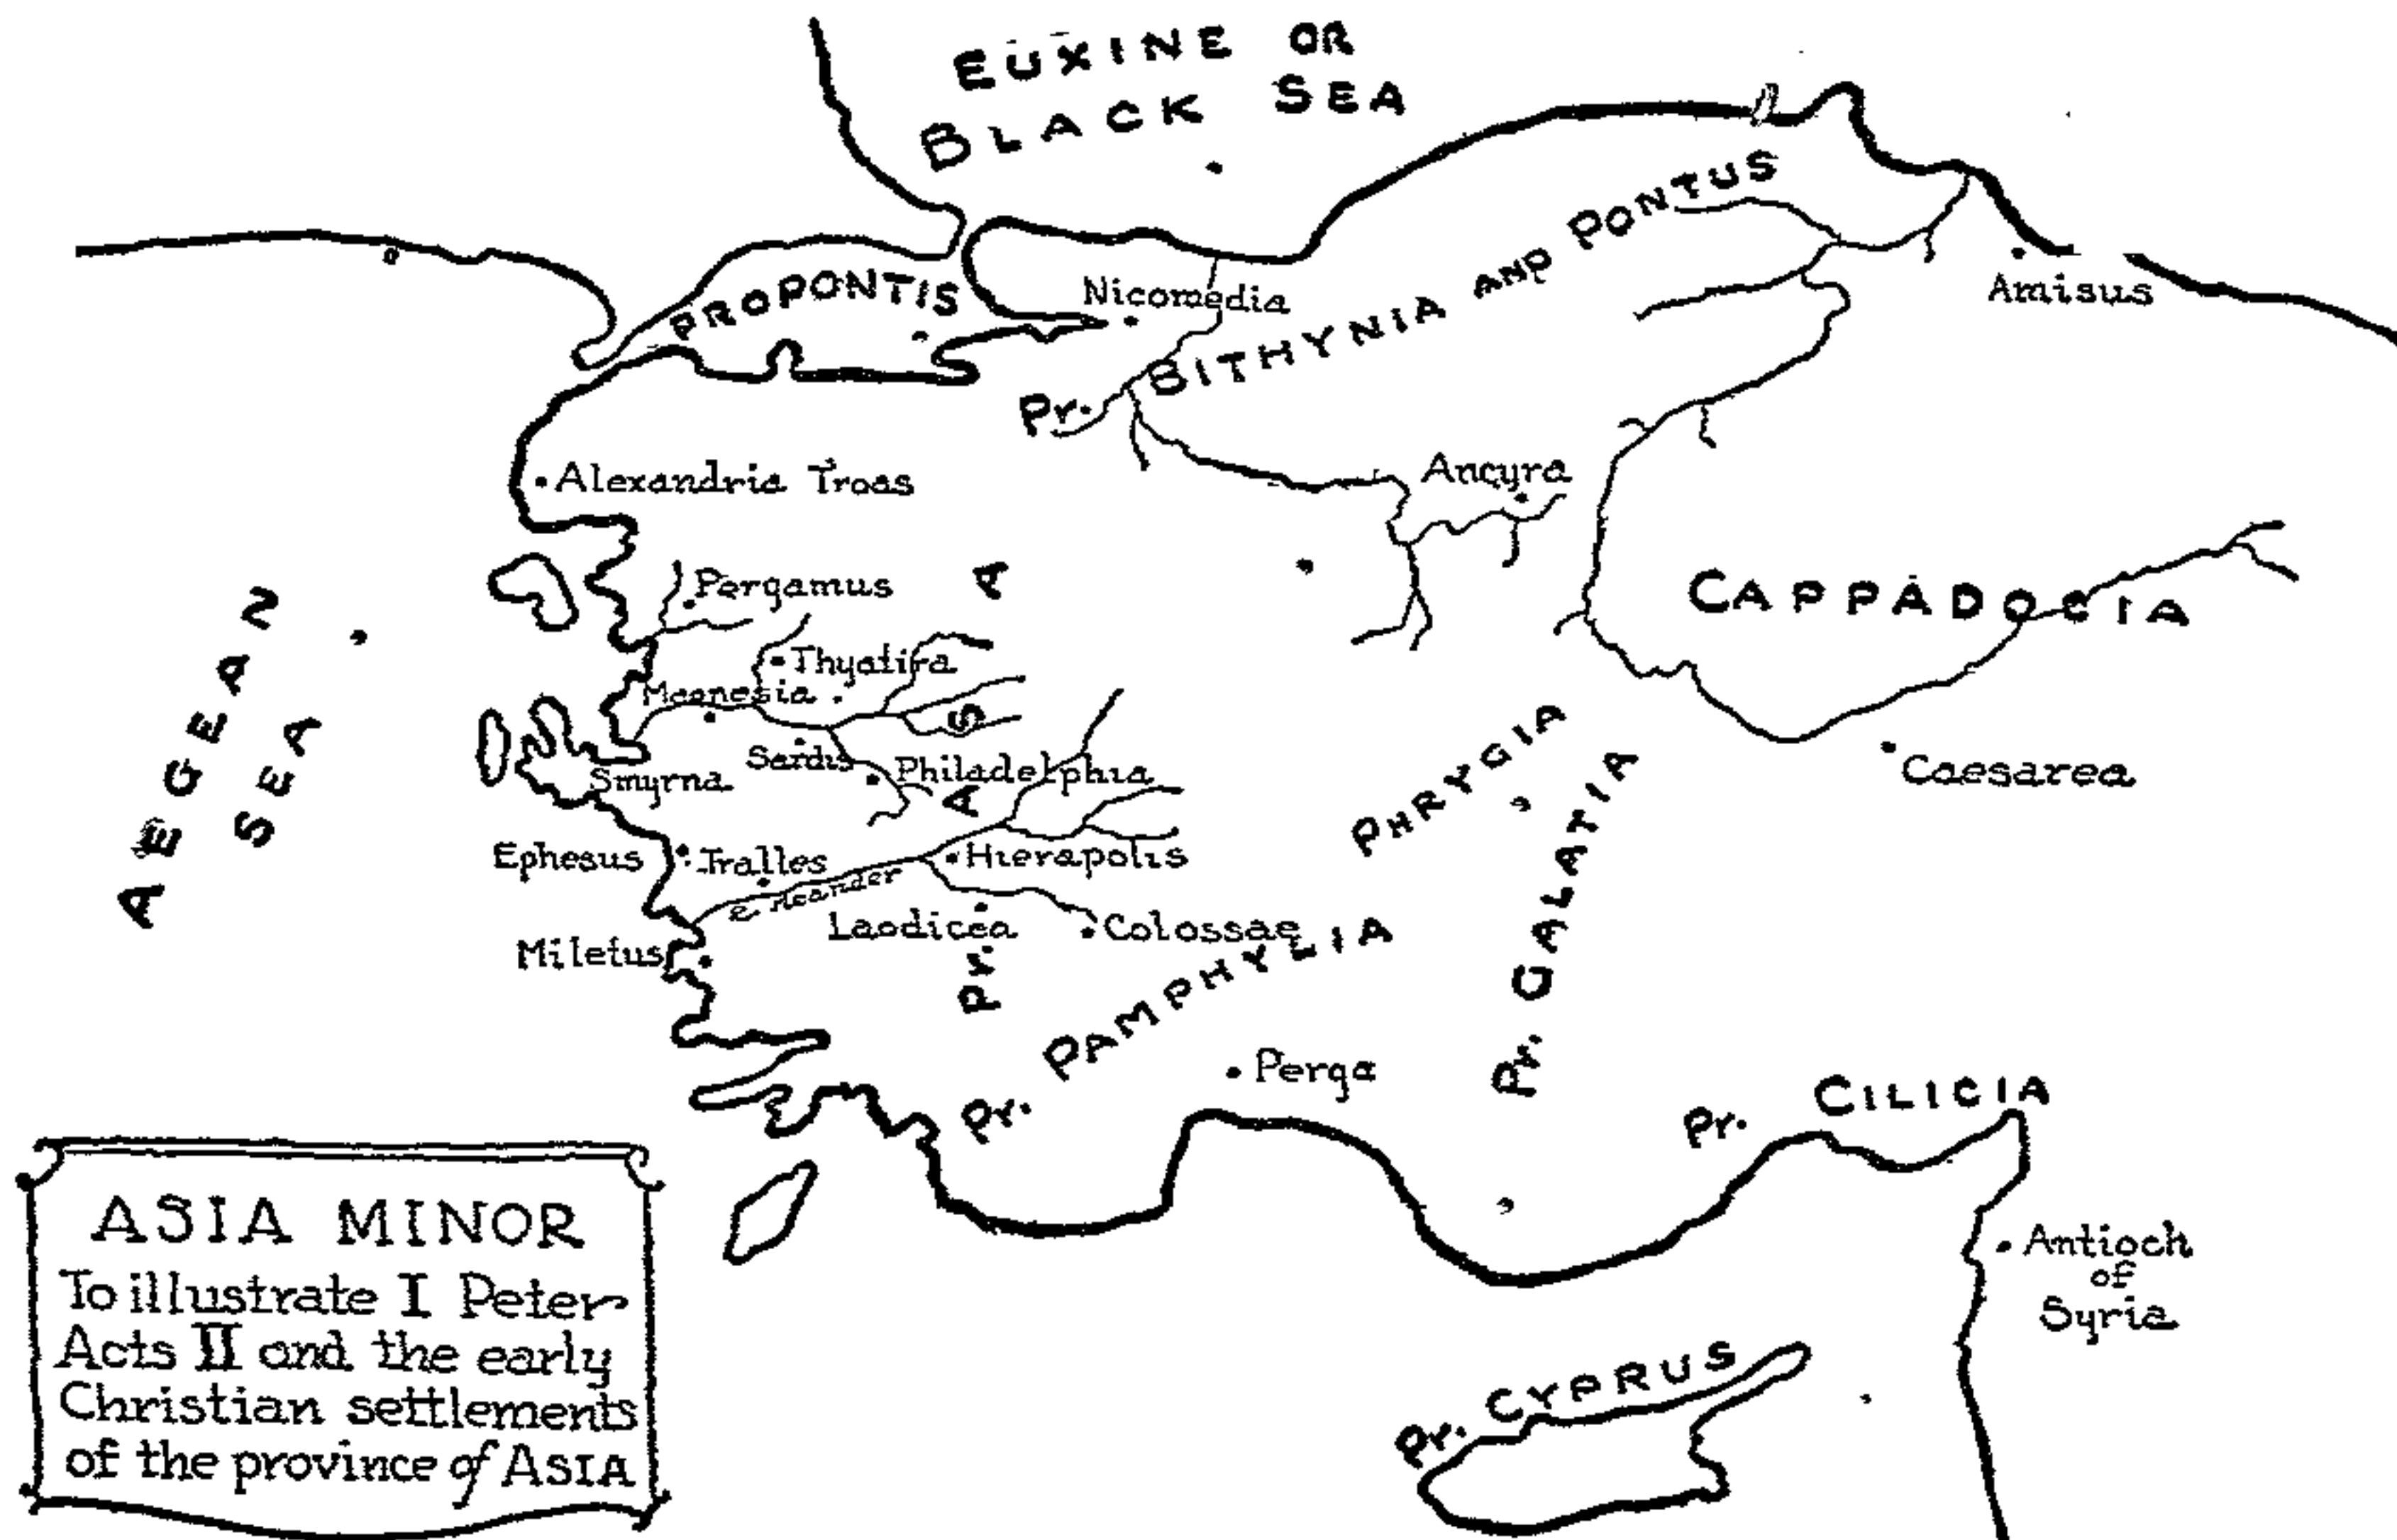 EUXINE OR
BLACK SEA
PROPONTIS
Nicomedia
Pr. BITHYNIA AND PONTUS
Amisus
Alexandria Troas
Ancyra
Pergamus
CAPPADOCIA
Thyatira
Magnesia
AEGEAN
SEA
Sardis
Smyrna
Philadelphia
Caesarea
PHRYGIA
Pr. GALATIA
Ephesus
Tralles
Hierapolis
R Meander
Laodicea
Colossae
Miletus
Pr. ASIA
Pr. PAMPHYLIA
Perga
Pr. CILICIA
Antioch
of
Syria
Pr. CYPRUS
ASIA MINOR
To illustrate I Peter
Acts II and the early
Christian settlements
of the province of ASIA